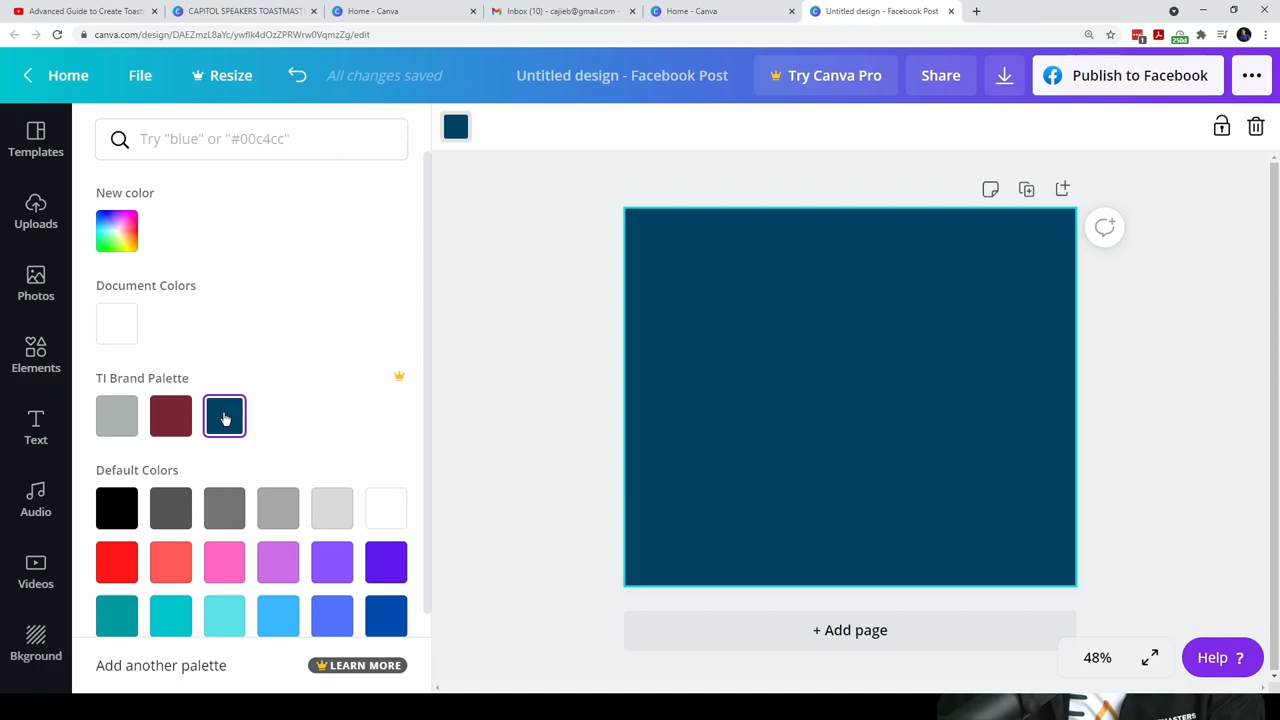 Advanced Guide to Create Toast
CAPITOL SPEAKERS TOASTMAST
Home - Canva
Inbox (10) - cajieb@gmail.com -
Home - Canva
Untitled design - Facebook Post
canva.com/design/DAEZmzL8aYc/ywflk4dOzZPRWrw0VqmzZg/edit
Home
File
Resize
All changes saved
Untitled design - Facebook Post
Try Canva Pro
Share
Publish to Facebook
Templates
Uploads
Photos
Elements
Text
Audio
Videos
Bkground
Try "blue" or "#00c4cc"
New color
Document Colors
TI Brand Palette
Default Colors
Add another palette
LEARN MORE
+ Add page
48%
Help ?